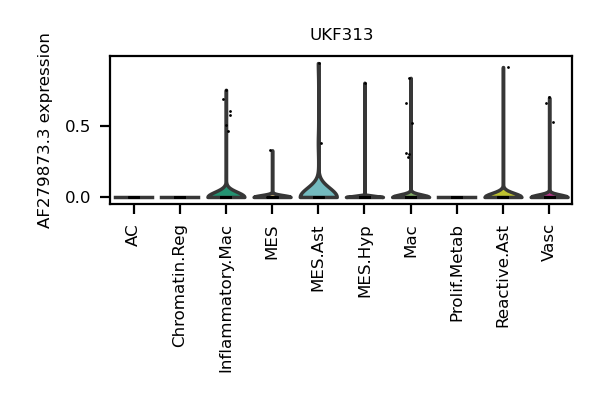 UKF313
AF279873.3 expression
0.5
0.0
AC
Chromatin.Reg
Inflammatory.Mac
MES
MES.Ast
MES.Hyp
Mac
Prolif.Metab
Reactive.Ast
Vasc